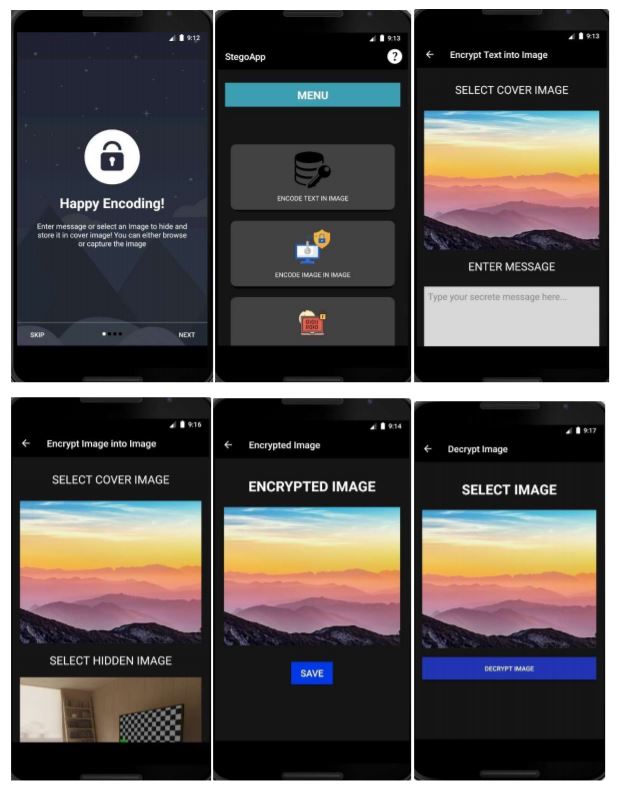 9:12
Happy Encoding!
Enter message or select an Image to hide and
store it in cover image! You can either browse
or capture the image
SKIP
NEXT
9:13
StegoApp
?
MENU
ENCODE TEXT IN IMAGE
ENCODE IMAGE IN IMAGE
9:13
Encrypt Text into Image
SELECT COVER IMAGE
ENTER MESSAGE
Type your secrete message here...
9:16
Encrypt Image into Image
SELECT COVER IMAGE
SELECT HIDDEN IMAGE
9:14
Encrypted Image
ENCRYPTED IMAGE
SAVE
9:17
Decrypt Image
SELECT IMAGE
DECRYPT IMAGE